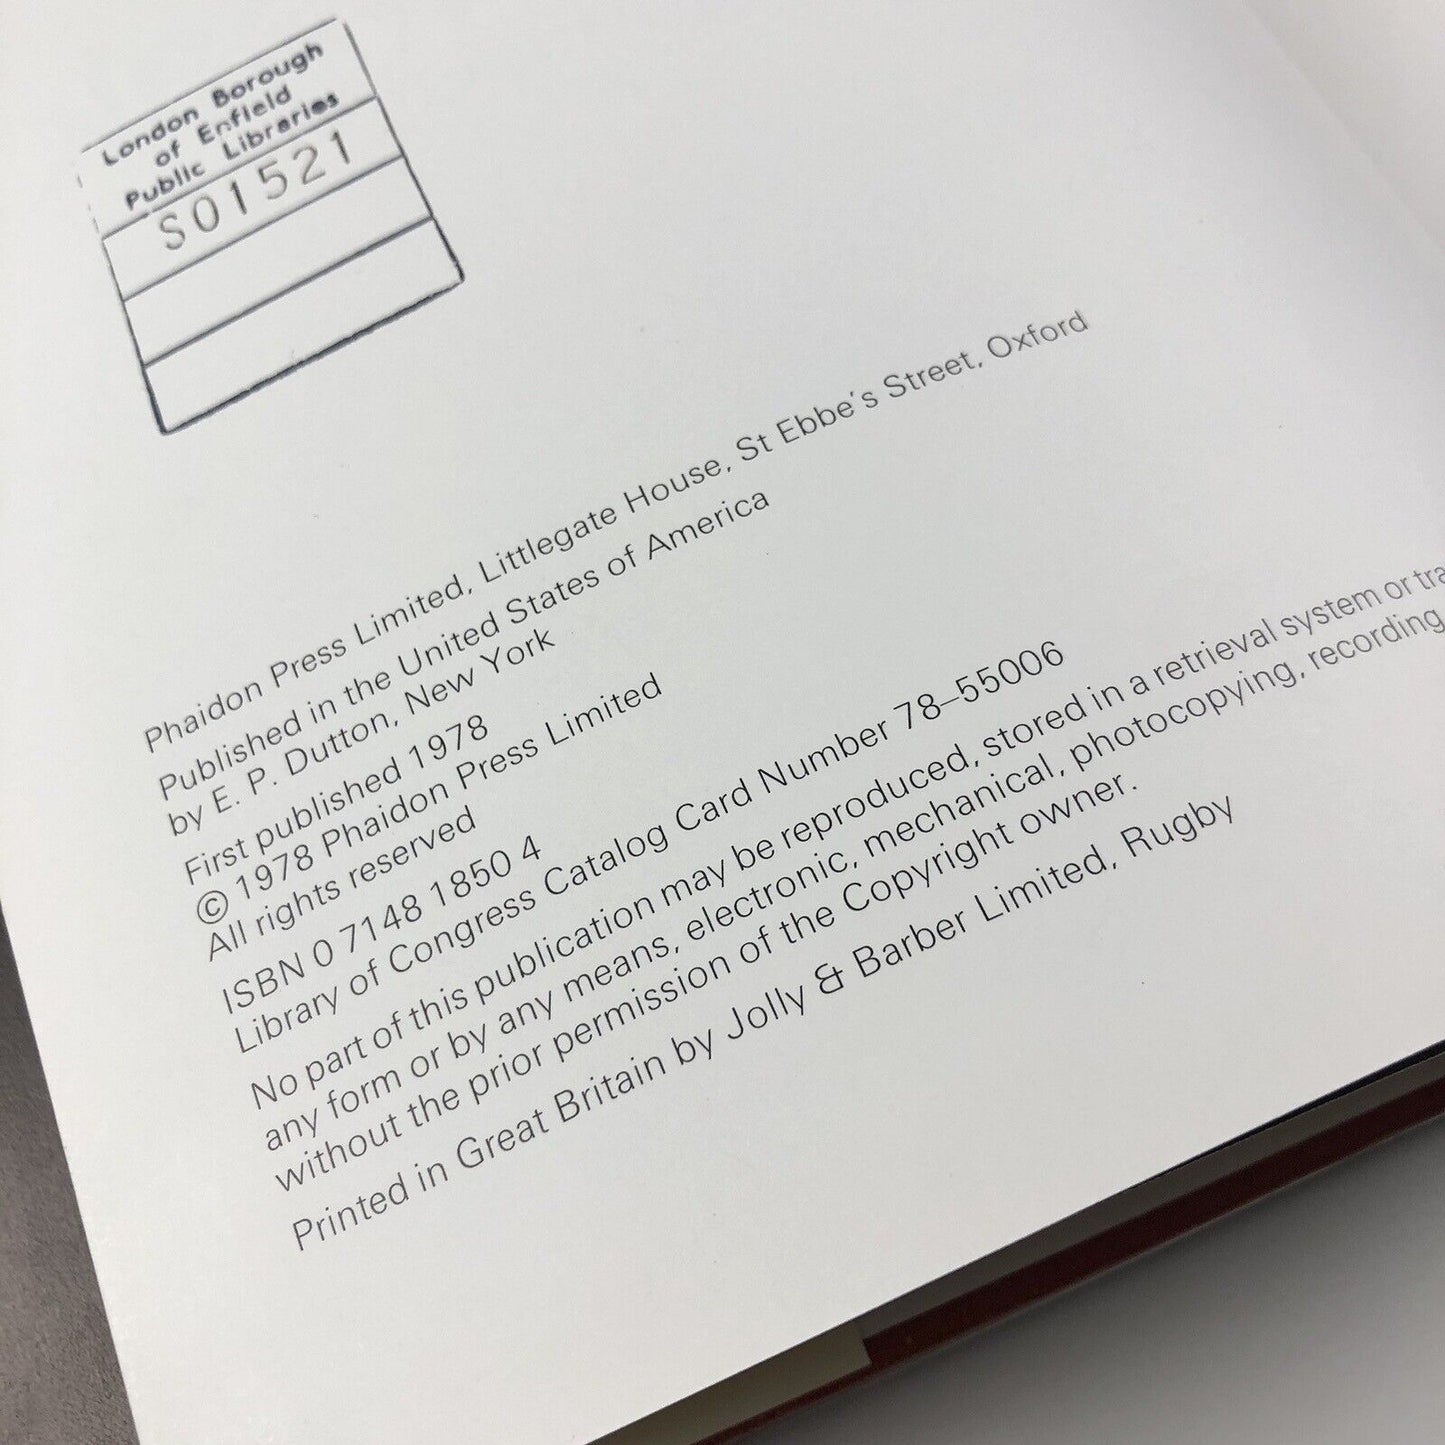 London Borough
of Enfield
Public Libraries
S01521
Phaidon Press Limited, Littlegate House, St Ebbe's Street, Oxford
Published in the United States of America
by E. P. Dutton, New York
First published 1978
© 1978 Phaidon Press Limited
All rights reserved
ISBN 0 7148 1850 4
Library of Congress Catalog Card Number 78–55006
No part of this publication may be reproduced, stored in a retrieval system or tra
any form or by any means, electronic, mechanical, photocopying, recording
without the prior permission of the Copyright owner.
Printed in Great Britain by Jolly & Barber Limited, Rugby